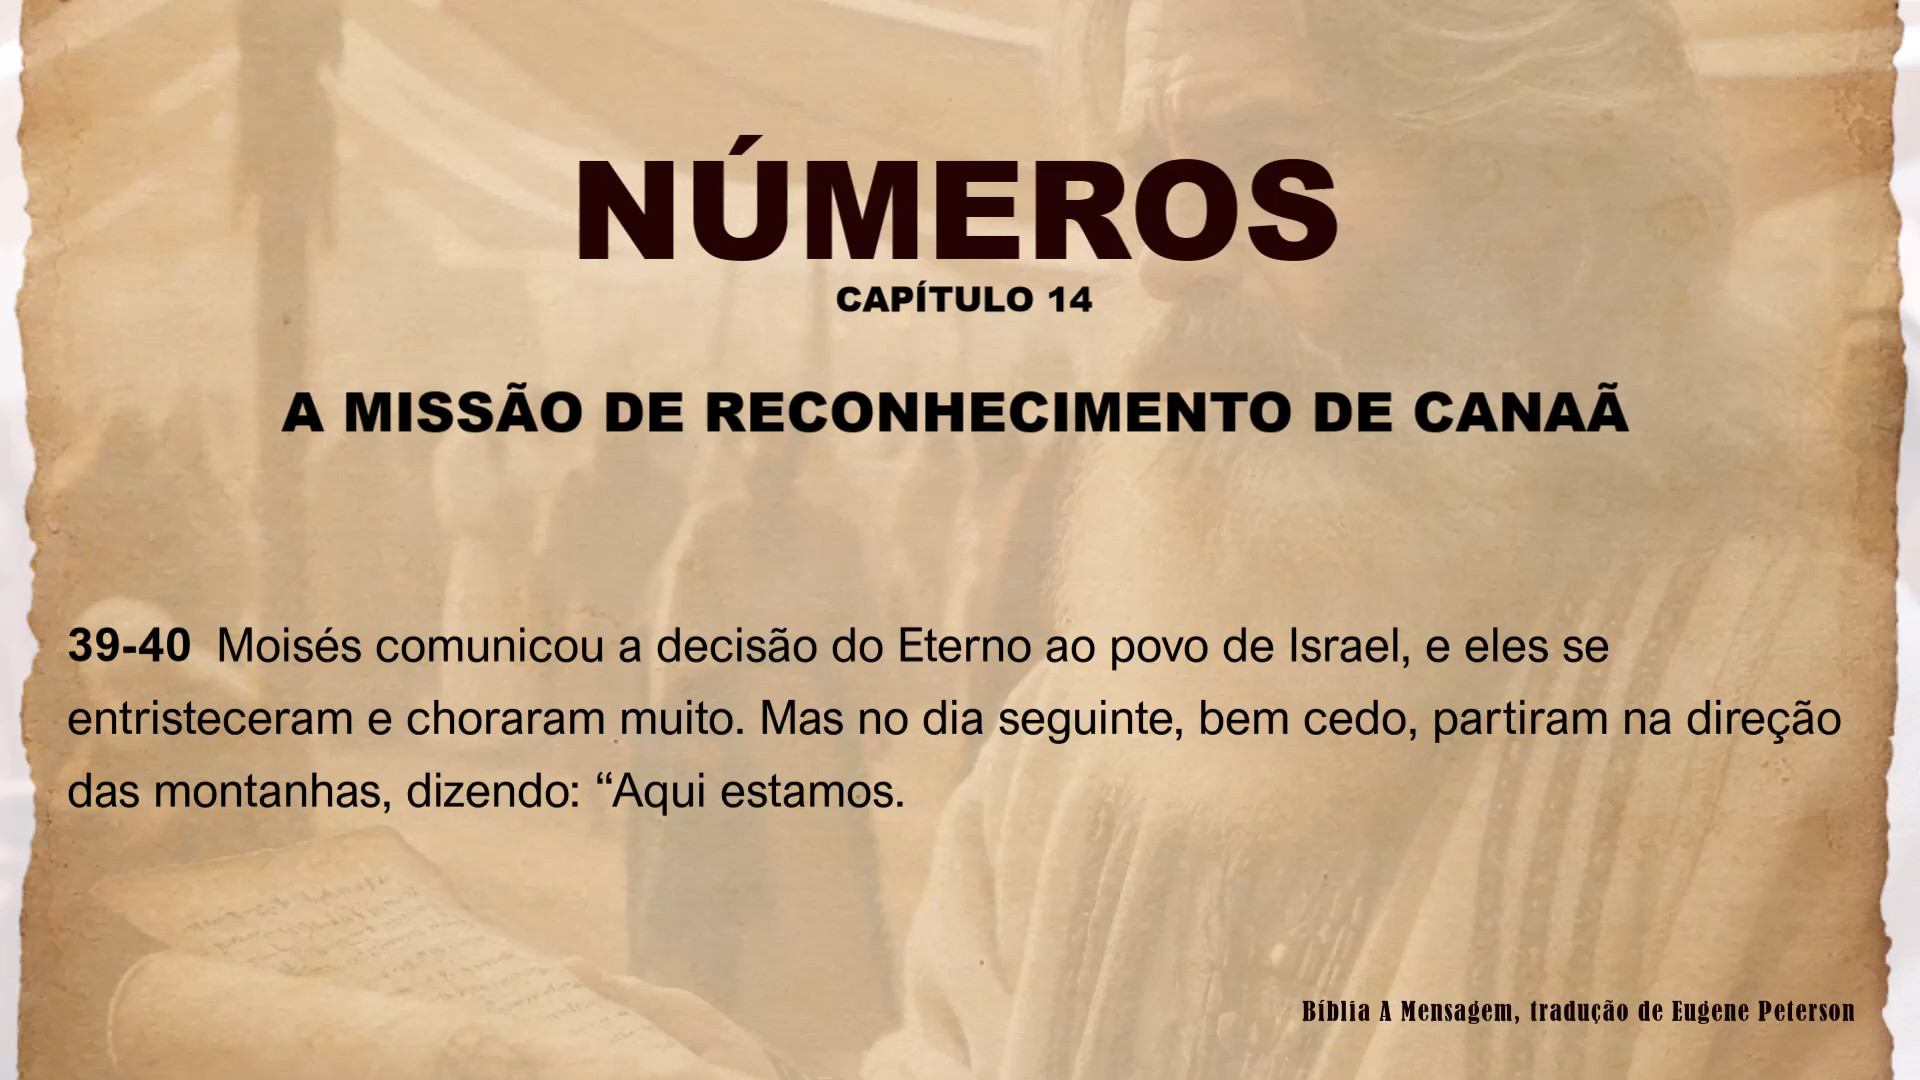 NÚMEROS
CAPÍTULO 14
A MISSÃO DE RECONHECIMENTO DE CANAÃ
39-40 Moisés comunicou a decisão do Eterno ao povo de Israel, e eles se
entristeceram e choraram muito. Mas no dia seguinte, bem cedo, partiram na direção
das montanhas, dizendo: “Aqui estamos.
Bíblia A Mensagem, tradução de Eugene Peterson